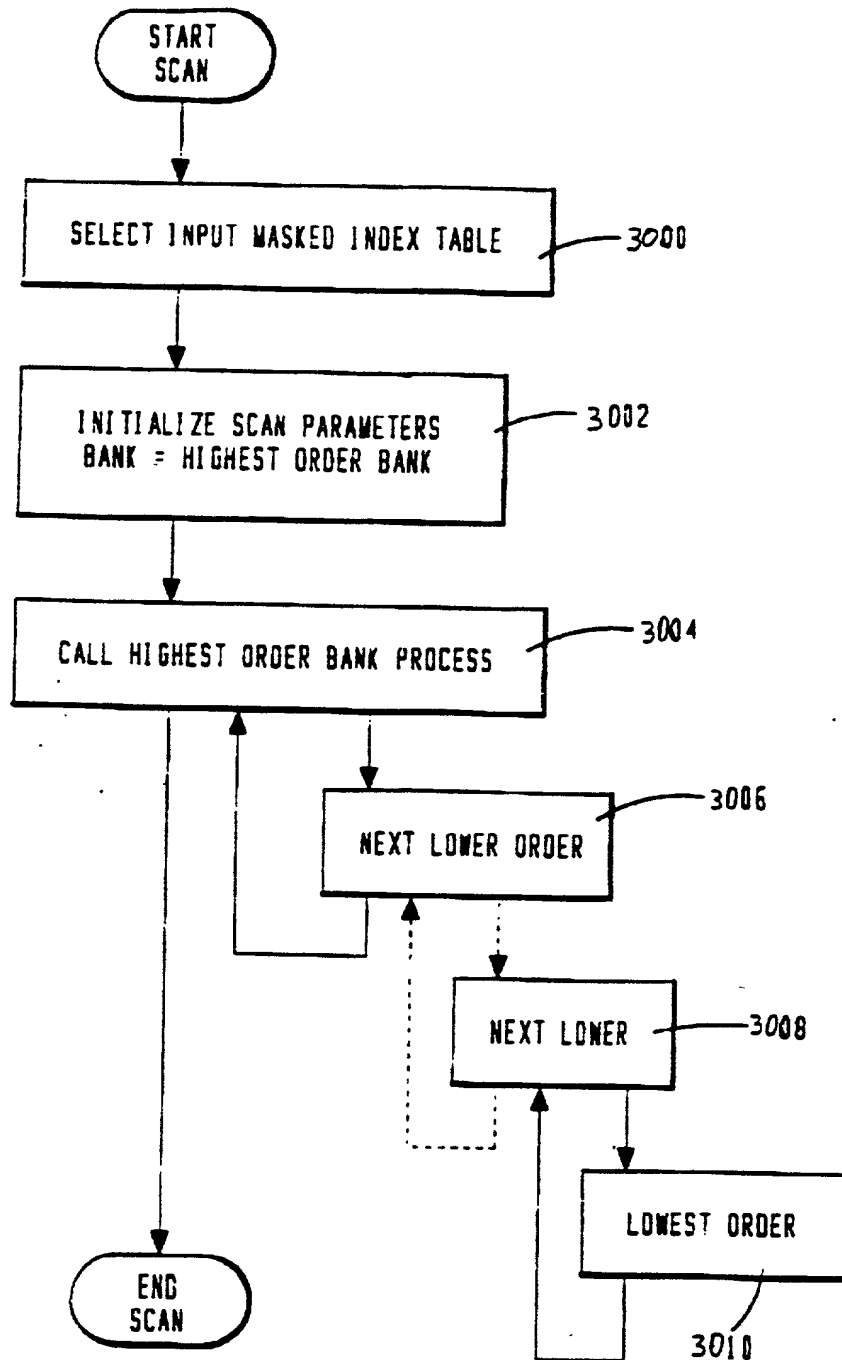 START
SCAN
SELECT INPUT MASKED INDEX TABLE
3000
INITIALIZE SCAN PARAMETERS
BANK = HIGHEST ORDER BANK
3002
CALL HIGHEST ORDER BANK PROCESS
3004
NEXT LOWER ORDER
3006
NEXT LOWER
3008
LOWEST ORDER
3010
END
SCAN